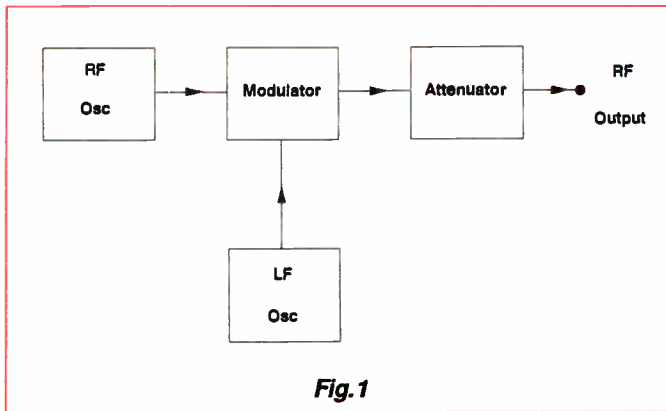 RF
Osc
Modulator
Attenuator
RF
Output
LF
Osc
Fig.1